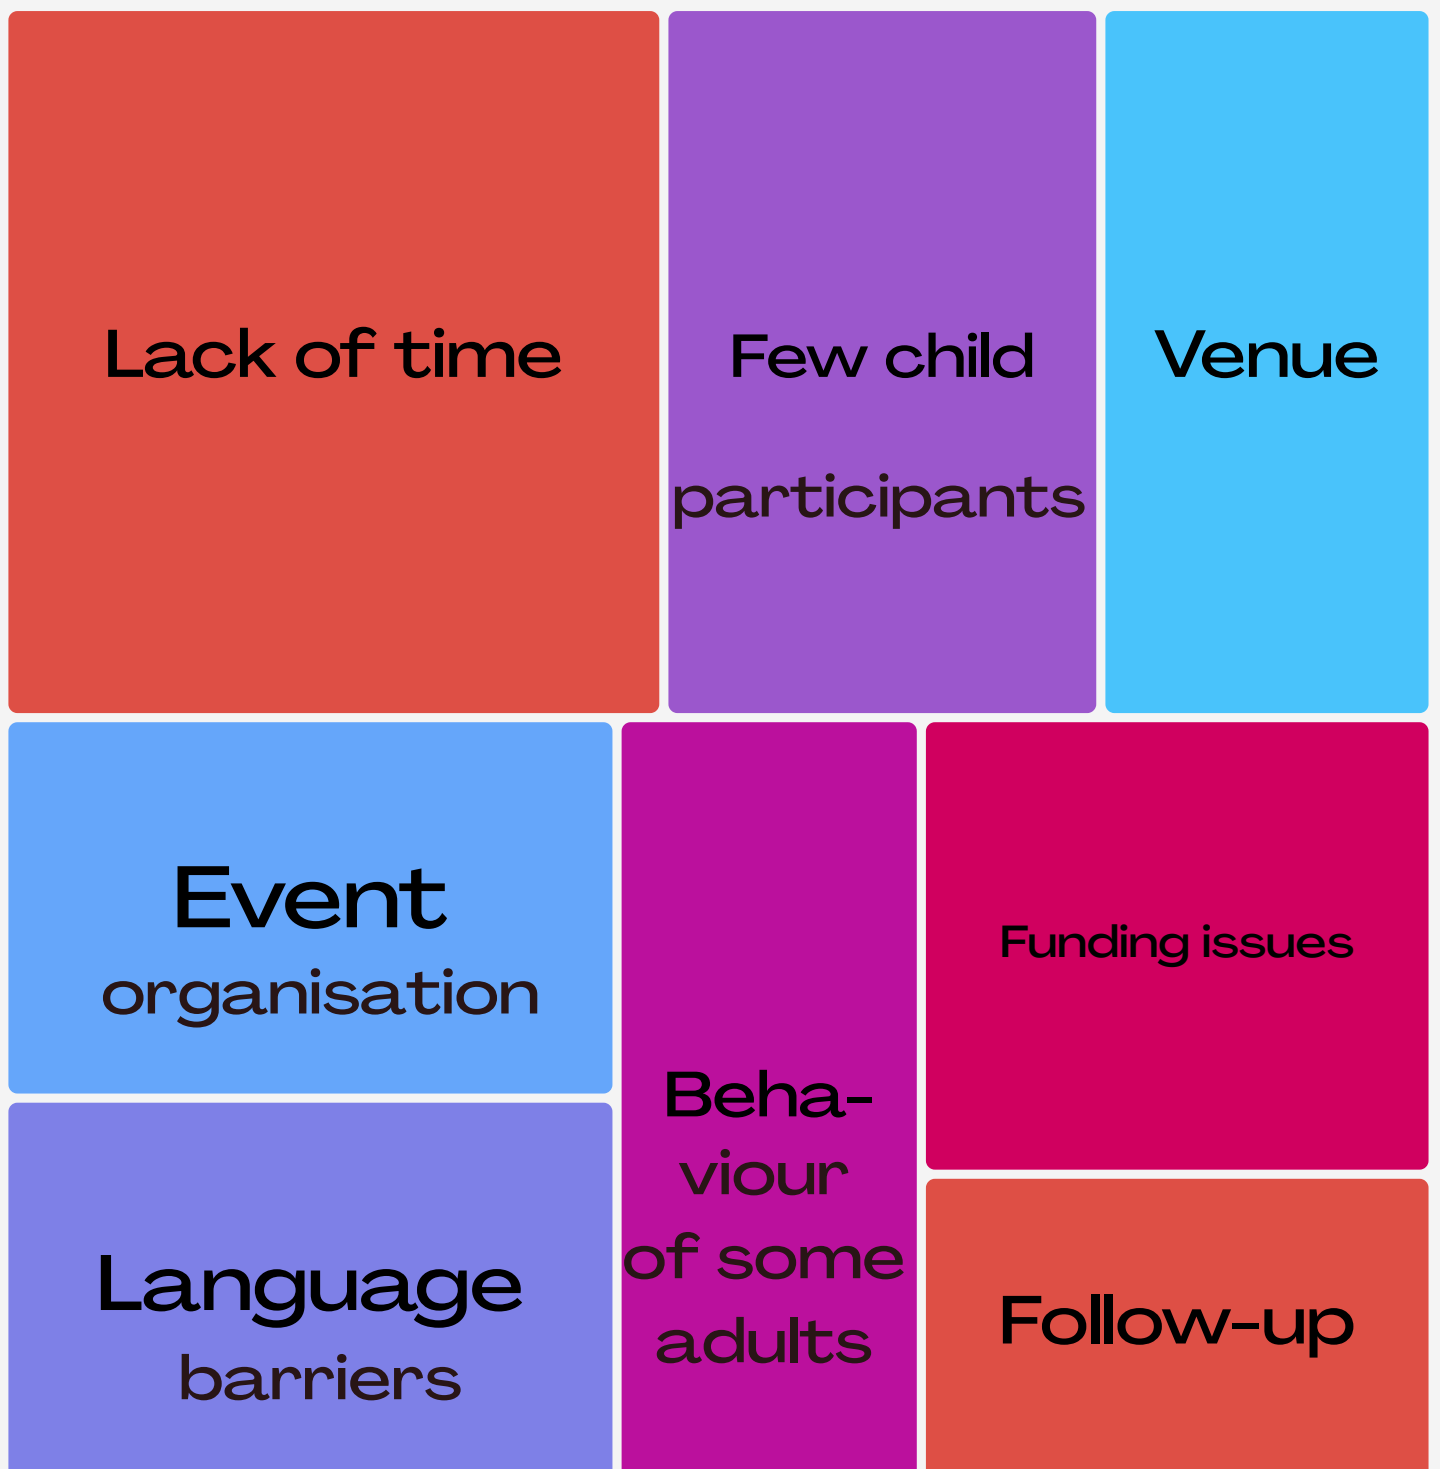 Lack of time
Few child
participants
Venue
Event
organisation
Beha-
viour
of some
adults
Funding issues
Language
barriers
Follow-up